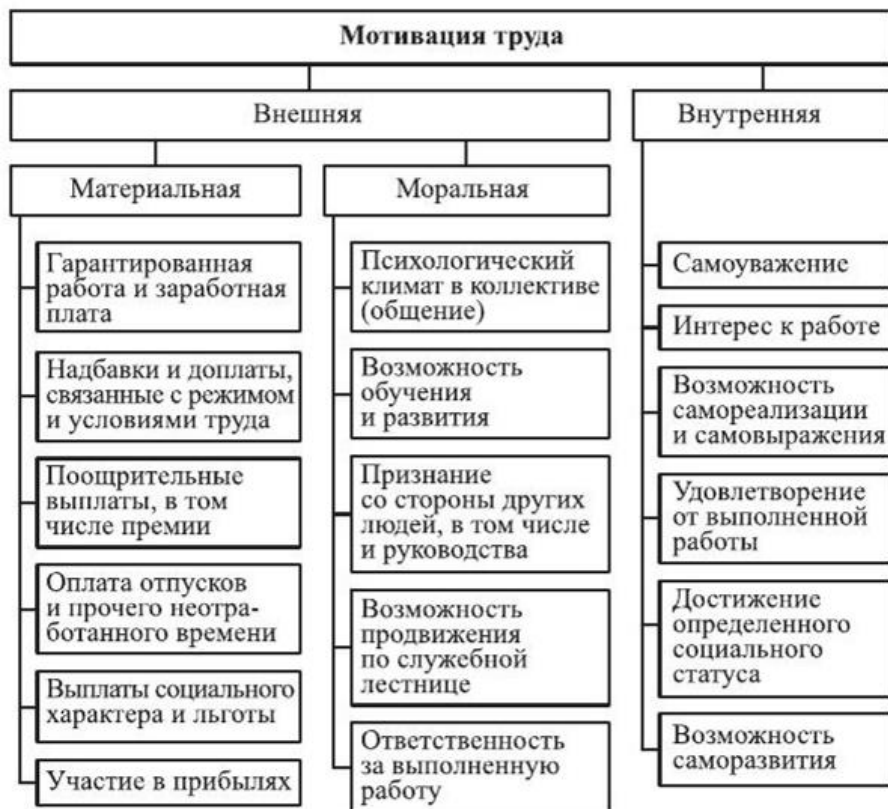 Мотивация труда
Внешняя
Внутренняя
Материальная
Моральная
Гарантированная
работа и заработная
плата
Надбавки и доплаты,
связанные с режимом
и условиями труда
Поощрительные
выплаты, в том
числе премии
Оплата отпусков
и прочего неотра-
ботанного времени
Выплаты социального
характера и льготы
Участие в прибылях
Психологический
климат в коллективе
(общение)
Возможность
обучения
и развития
Признание
со стороны других
людей, в том числе
и руководства
Возможность
продвижения
по служебной
лестнице
Ответственность
за выполненную
работу
Самоуважение
Интерес к работе
Возможность
самореализации
и самовыражения
Удовлетворение
от выполненной
работы
Достижение
определенного
социального
статуса
Возможность
саморазвития